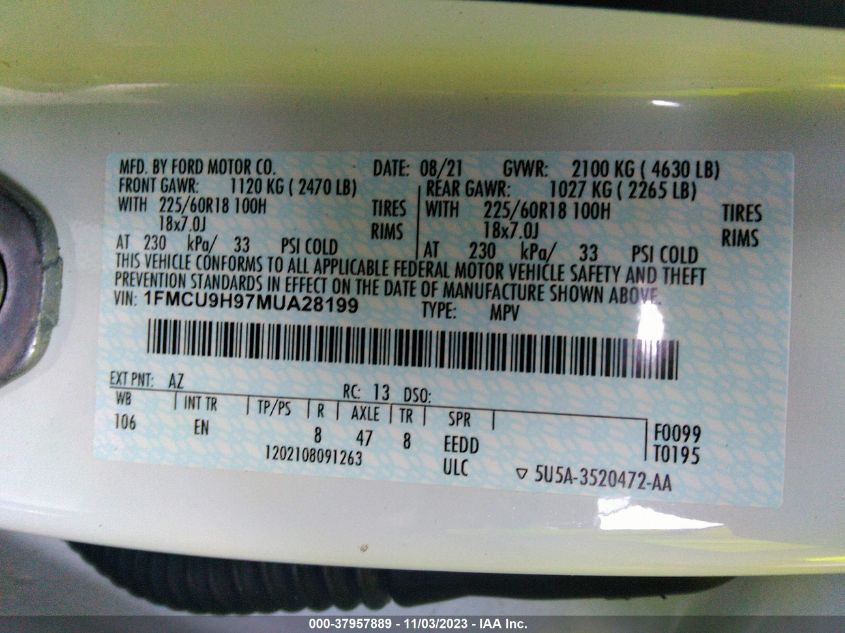 MFD. BY FORD MOTOR CO. DATE: 08/21 GVWR: 2100 KG ( 4630 LB)
FRONT GAWR: 1120 KG ( 2470 LB) REAR GAWR: 1027 KG ( 2265 LB)
WITH 225/60R18 100H TIRES WITH 225/60R18 100H TIRES
18x7.0J RIMS 18x7.0J RIMS
AT 230 kPa/ 33 PSI COLD AT 230 kPa/ 33 PSI COLD
THIS VEHICLE CONFORMS TO ALL APPLICABLE FEDERAL MOTOR VEHICLE SAFETY AND THEFT
PREVENTION STANDARDS IN EFFECT ON THE DATE OF MANUFACTURE SHOWN ABOVE.
VIN: 1FMCU9H97MUA28199 TYPE: MPV
EXT PNT: AZ RC: 13 DSO:
WB INT TR TP/PS R AXLE TR SPR
106 EN 8 47 8 EEDD F0099
1202108091263 ULC T0195
5U5A-3520472-AA
000-37957889 - 11/03/2023 - IAA Inc.